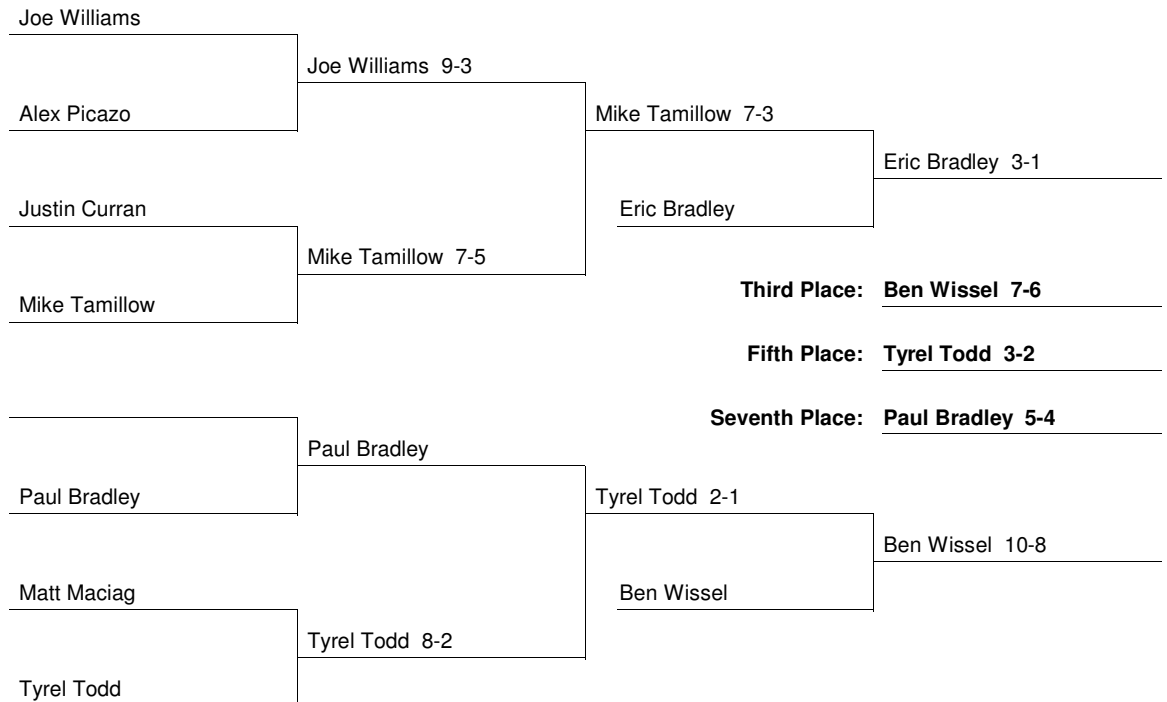 Joe Williams
Joe Williams 9-3
Alex Picazo
Mike Tamillow 7-3
Eric Bradley 3-1
Justin Curran
Eric Bradley
Mike Tamillow 7-5
Third Place: Ben Wissel 7-6
Mike Tamillow
Fifth Place: Tyrel Todd 3-2
Seventh Place: Paul Bradley 5-4
Paul Bradley
Paul Bradley
Tyrel Todd 2-1
Ben Wissel 10-8
Matt Maciag
Ben Wissel
Tyrel Todd 8-2
Tyrel Todd